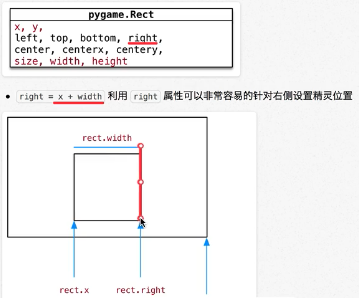 pygame.Rect
x, y,
left, top, bottom, right,
center, centerx, centery,
size, width, height
• right = x + width 利用 right 属性可以非常容易的针对右侧设置精灵位置
rect.width
rect.x rect.right